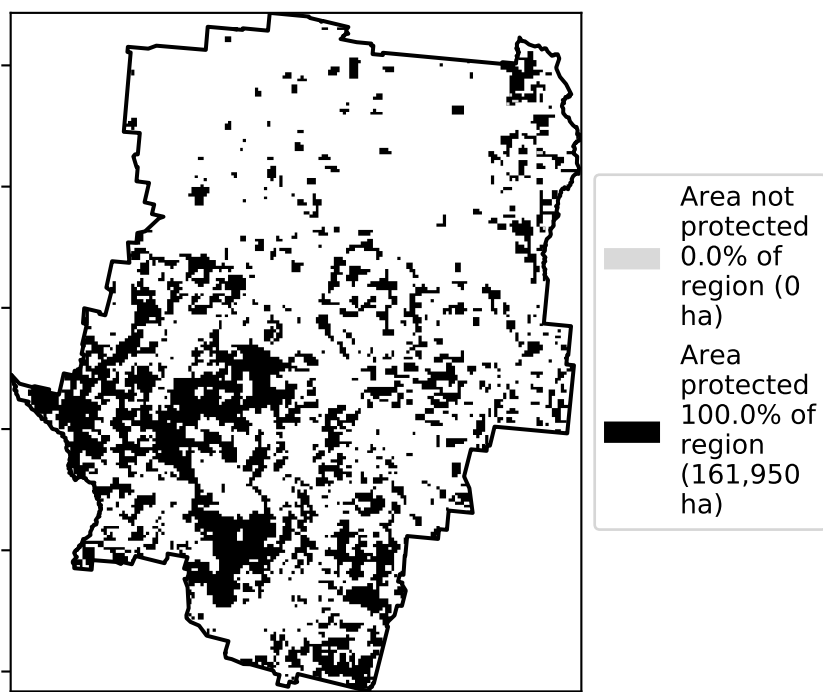 Area not
protected
0.0% of
region (0
ha)
Area
protected
100.0% of
region
(161,950
ha)